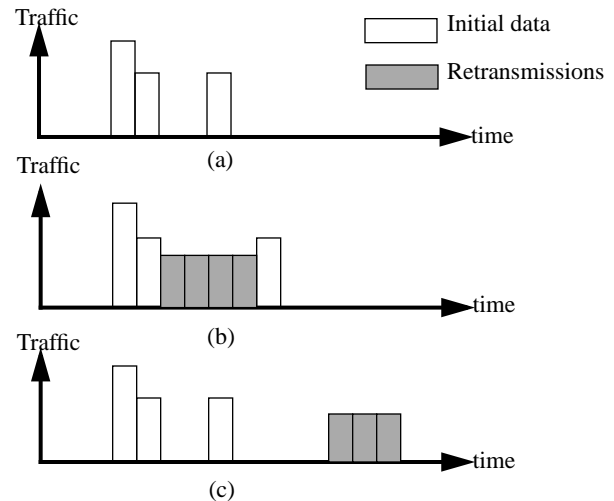 Traffic
Initial data
Retransmissions
time
(a)
Traffic
time
(b)
Traffic
time
(c)